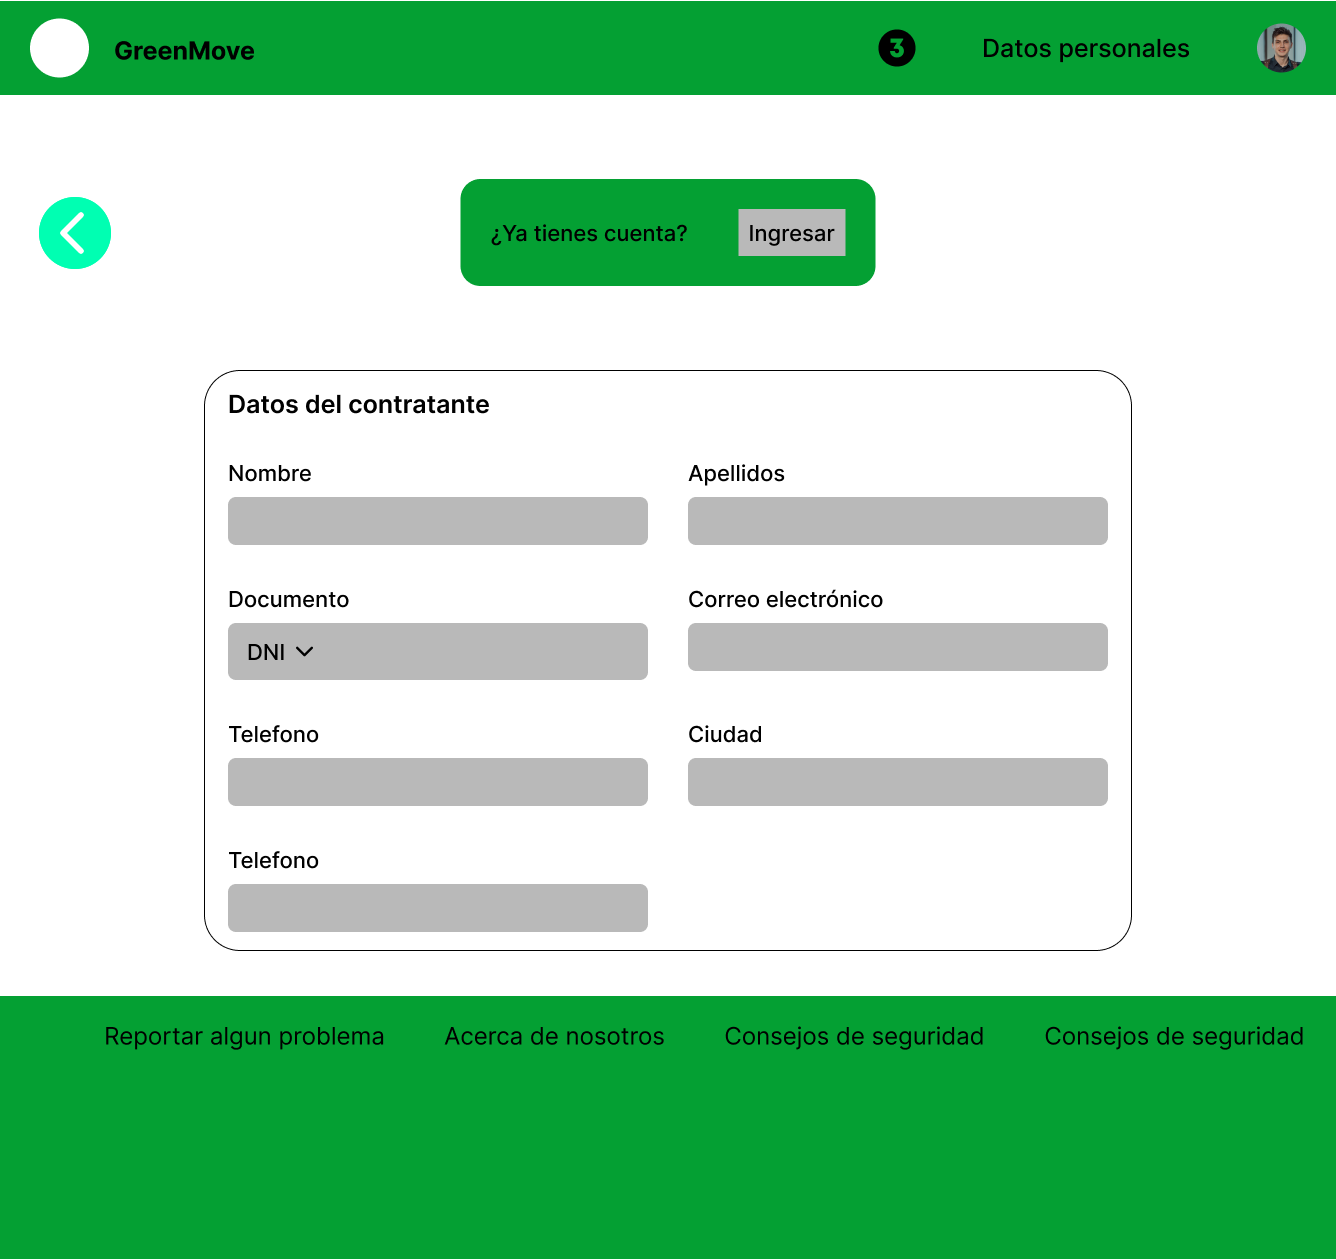 GreenMove
3
Datos personales
¿Ya tienes cuenta?
Ingresar
Datos del contratante
Nombre
Apellidos
Documento
Correo electrónico
DNI
Telefono
Ciudad
Telefono
Reportar algun problema
Acerca de nosotros
Consejos de seguridad
Consejos de seguridad